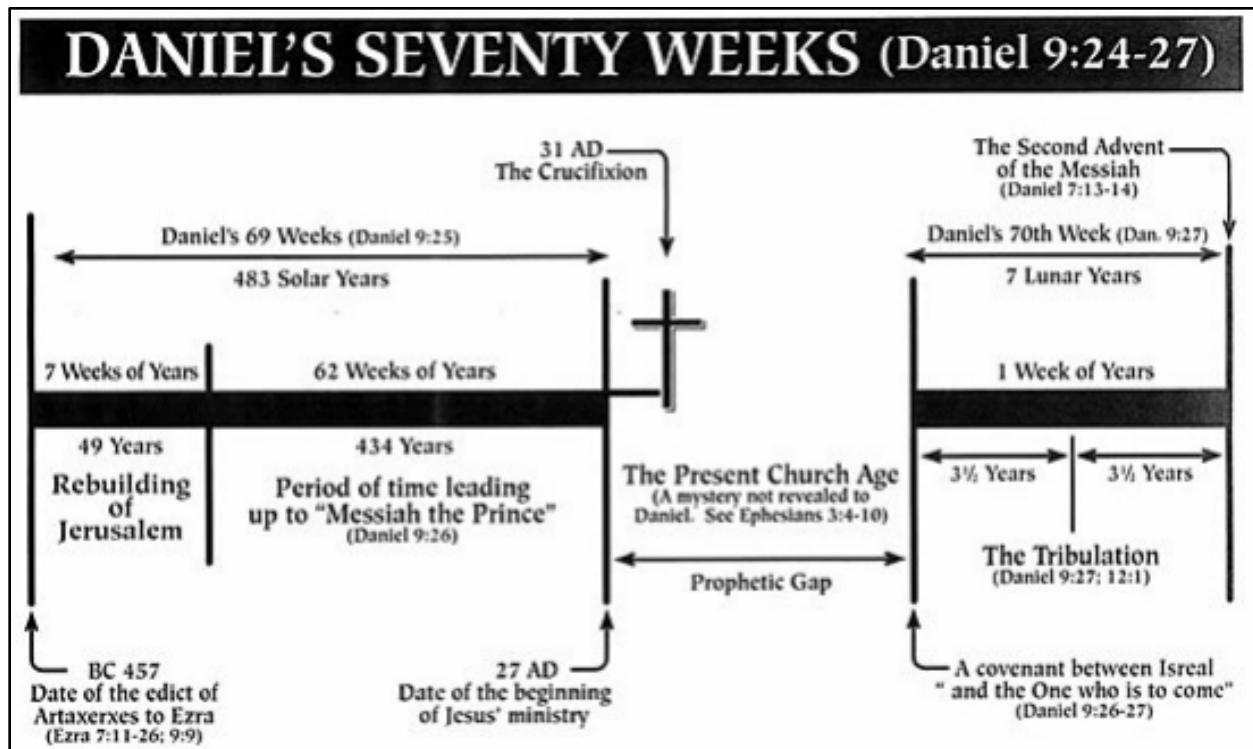 DANIEL'S SEVENTY WEEKS (Daniel 9:24-27)
31 AD
The Crucifixion
The Second Advent
of the Messiah
(Daniel 7:13-14)
Daniel's 69 Weeks (Daniel 9:25)
483 Solar Years
Daniel's 70th Week (Dan. 9:27)
7 Lunar Years
7 Weeks of Years
62 Weeks of Years
1 Week of Years
49 Years
Rebuilding
of
Jerusalem
434 Years
Period of time leading
up to "Messiah the Prince"
(Daniel 9:26)
The Present Church Age
(A mystery not revealed to
Daniel. See Ephesians 3:4-10)
Prophetic Gap
3½ Years
3½ Years
The Tribulation
(Daniel 9:27; 12:1)
BC 457
Date of the edict of
Artaxerxes to Ezra
(Ezra 7:11-26; 9:9)
27 AD
Date of the beginning
of Jesus' ministry
A covenant between Isreal
" and the One who is to come"
(Daniel 9:26-27)